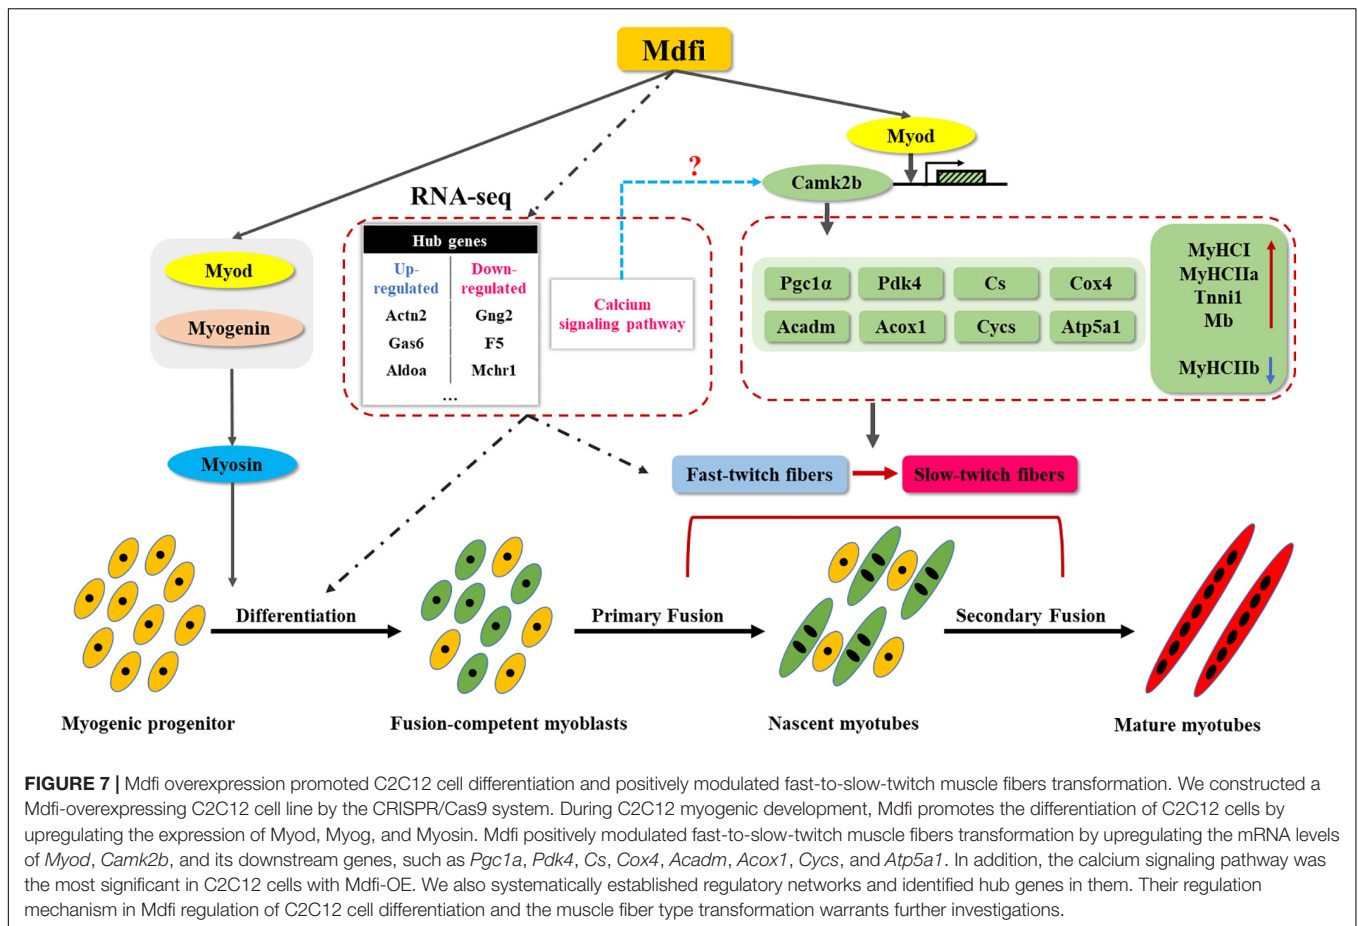 Mdfi
Myod
?
Camk2b
RNA-seq
Hub genes
Up-
regulated
Down-
regulated
Actn2
Gng2
Gas6
F5
Aldoa
Mchr1
...
Calcium
signaling pathway
Myod
Myogenin
Myosin
Pgc1α
Pdk4
Cs
Cox4
Acadm
Acox1
Cycs
Atp5a1
MyHCI
MyHCIIa
Tnni1
Mb
MyHCIIb
Fast-twitch fibers
Slow-twitch fibers
Differentiation
Primary Fusion
Secondary Fusion
Myogenic progenitor
Fusion-competent myoblasts
Nascent myotubes
Mature myotubes
FIGURE 7 | Mdfi overexpression promoted C2C12 cell differentiation and positively modulated fast-to-slow-twitch muscle fibers transformation. We constructed a
Mdfi-overexpressing C2C12 cell line by the CRISPR/Cas9 system. During C2C12 myogenic development, Mdfi promotes the differentiation of C2C12 cells by
upregulating the expression of Myod, Myog, and Myosin. Mdfi positively modulated fast-to-slow-twitch muscle fibers transformation by upregulating the mRNA levels
of Myod, Camk2b, and its downstream genes, such as Pgc1a, Pdk4, Cs, Cox4, Acadm, Acox1, Cycs, and Atp5a1. In addition, the calcium signaling pathway was
the most significant in C2C12 cells with Mdfi-OE. We also systematically established regulatory networks and identified hub genes in them. Their regulation
mechanism in Mdfi regulation of C2C12 cell differentiation and the muscle fiber type transformation warrants further investigations.